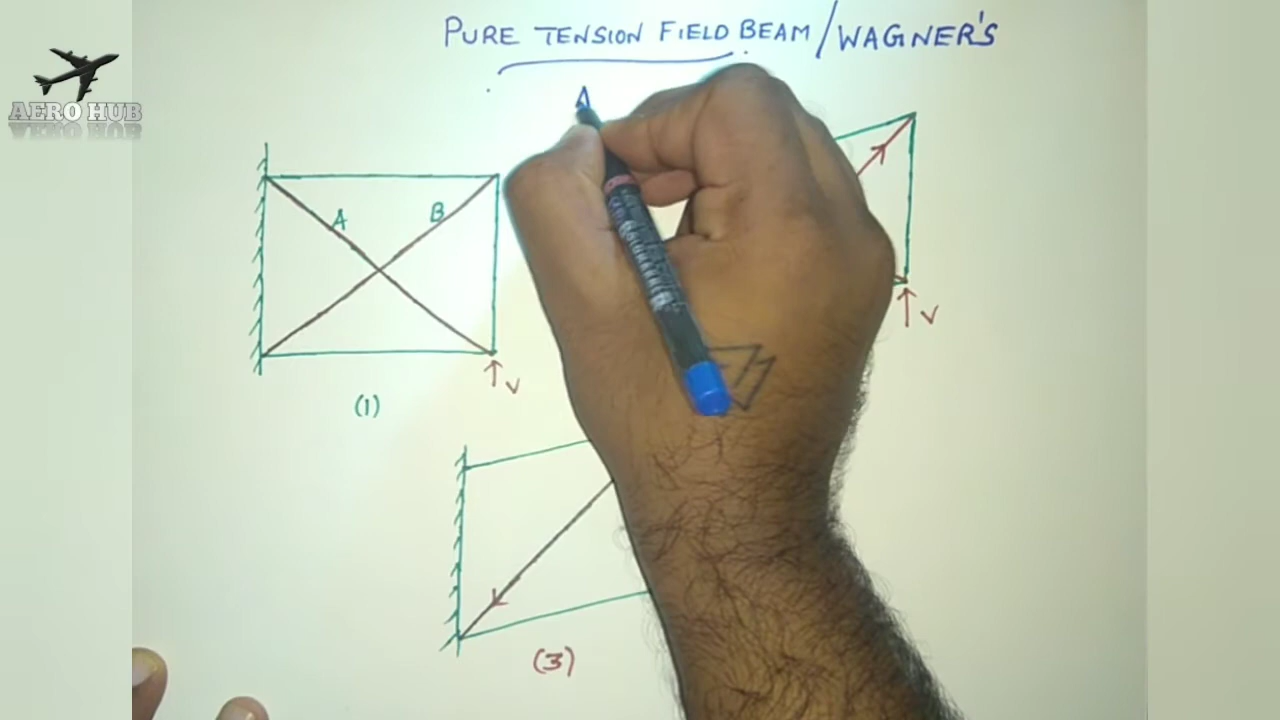 PURE TENSION FIELD BEAM/WAGNER'S
AERO HUB
A
A B
V
(1)
V
(3)